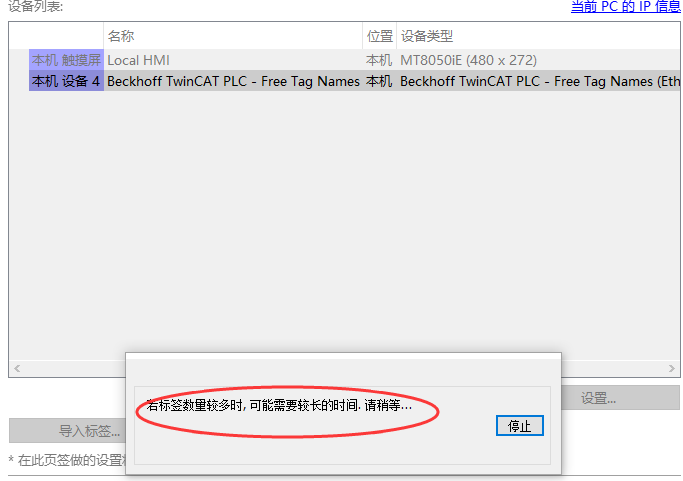 设备列表:
当前 PC 的 IP 信息
名称 位置 设备类型
本机 触摸屏 Local HMI 本机 MT8050iE (480 x 272)
本机 设备 4 Beckhoff TwinCAT PLC - Free Tag Names 本机 Beckhoff TwinCAT PLC - Free Tag Names (Eth
设置...
若标签数量较多时, 可能需要较长的时间. 请稍等...
停止
导入标签...
* 在此页签做的设置